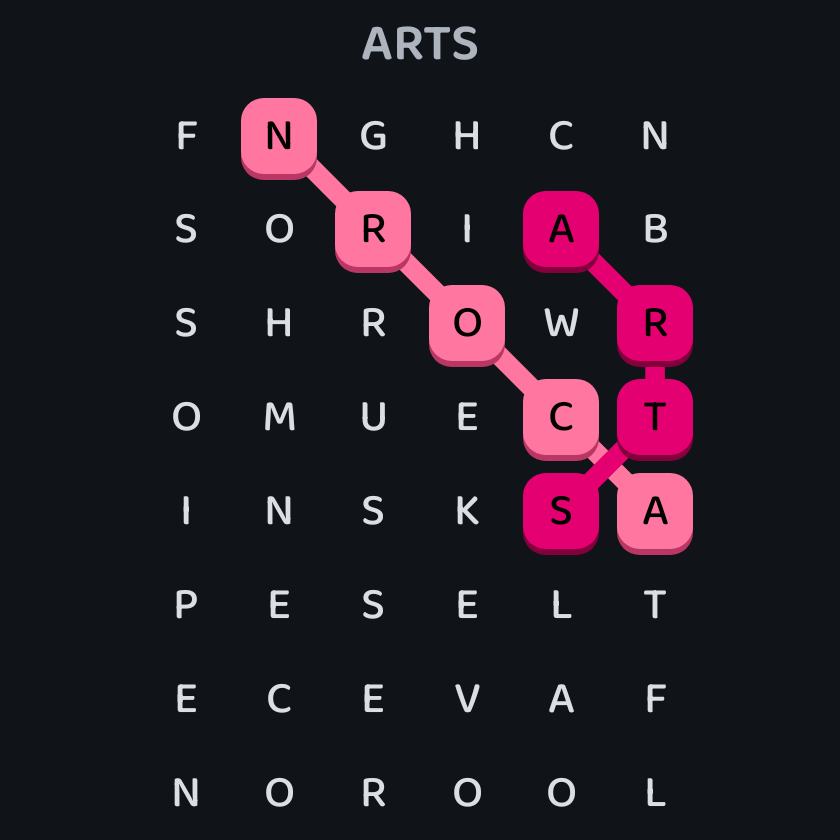 ARTS
F N G H C N
S O R I A B
S H R O W R
O M U E C T
I N S K S A
P E S E L T
E C E V A F
N O R O O L